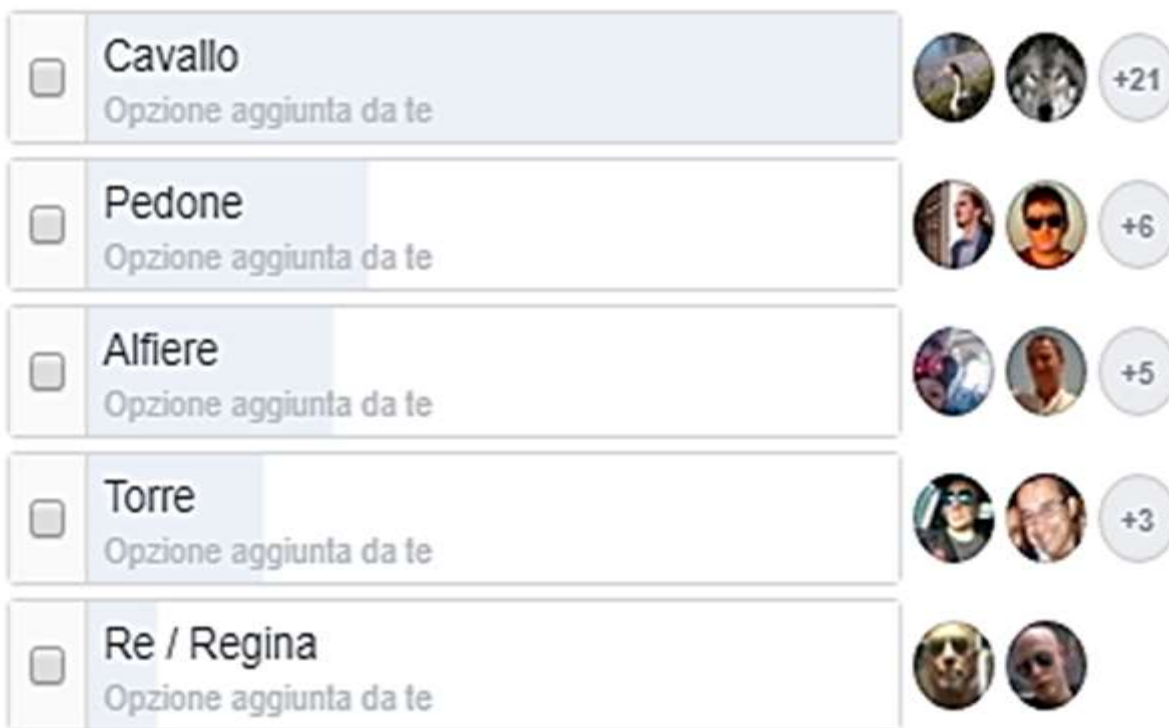 Cavallo
Opzione aggiunta da te
+21
Pedone
Opzione aggiunta da te
+6
Alfiere
Opzione aggiunta da te
+5
Torre
Opzione aggiunta da te
+3
Re / Regina
Opzione aggiunta da te